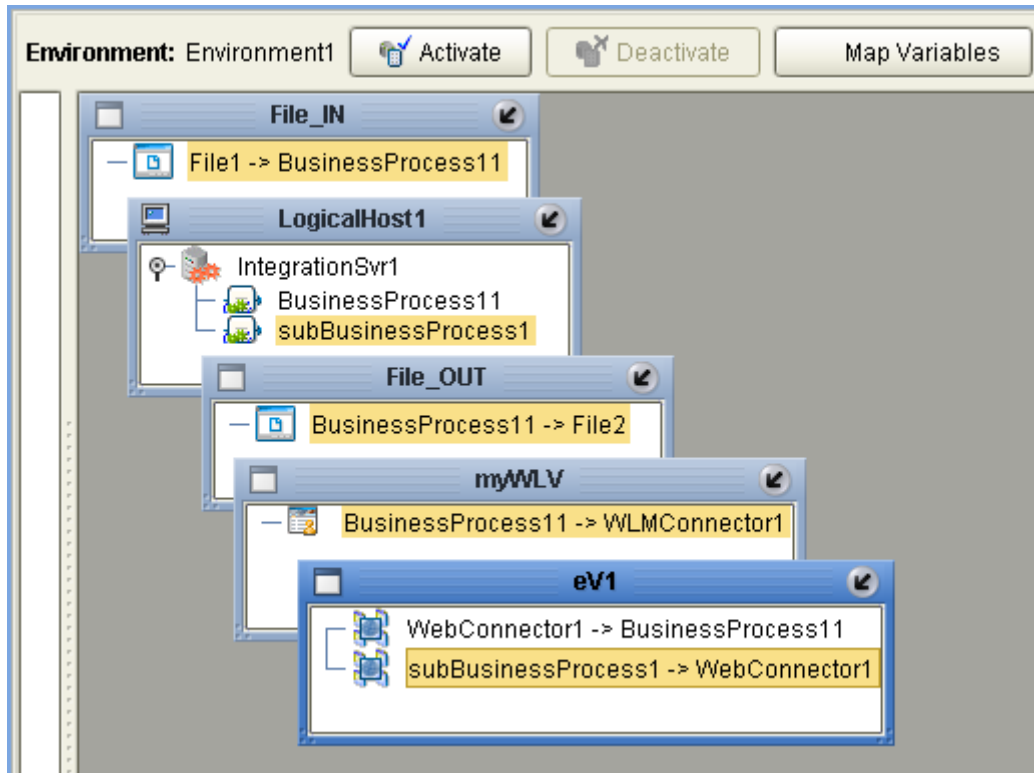 Environment: Environment1 Activate Deactivate Map Variables
File_IN
File1 -> BusinessProcess11
LogicalHost1
IntegrationSvr1
BusinessProcess11
subBusinessProcess1
File_OUT
BusinessProcess11 -> File2
myWLV
BusinessProcess11 -> WLMConnector1
eV1
WebConnector1 -> BusinessProcess11
subBusinessProcess1 -> WebConnector1